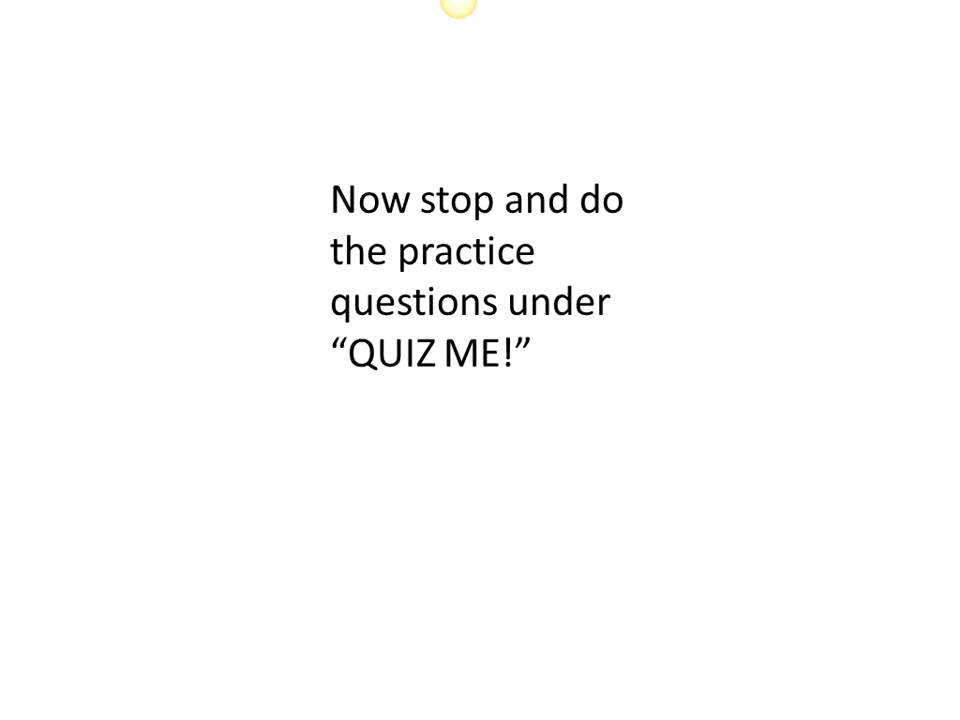 Now stop and do
the practice
questions under
“QUIZ ME!”